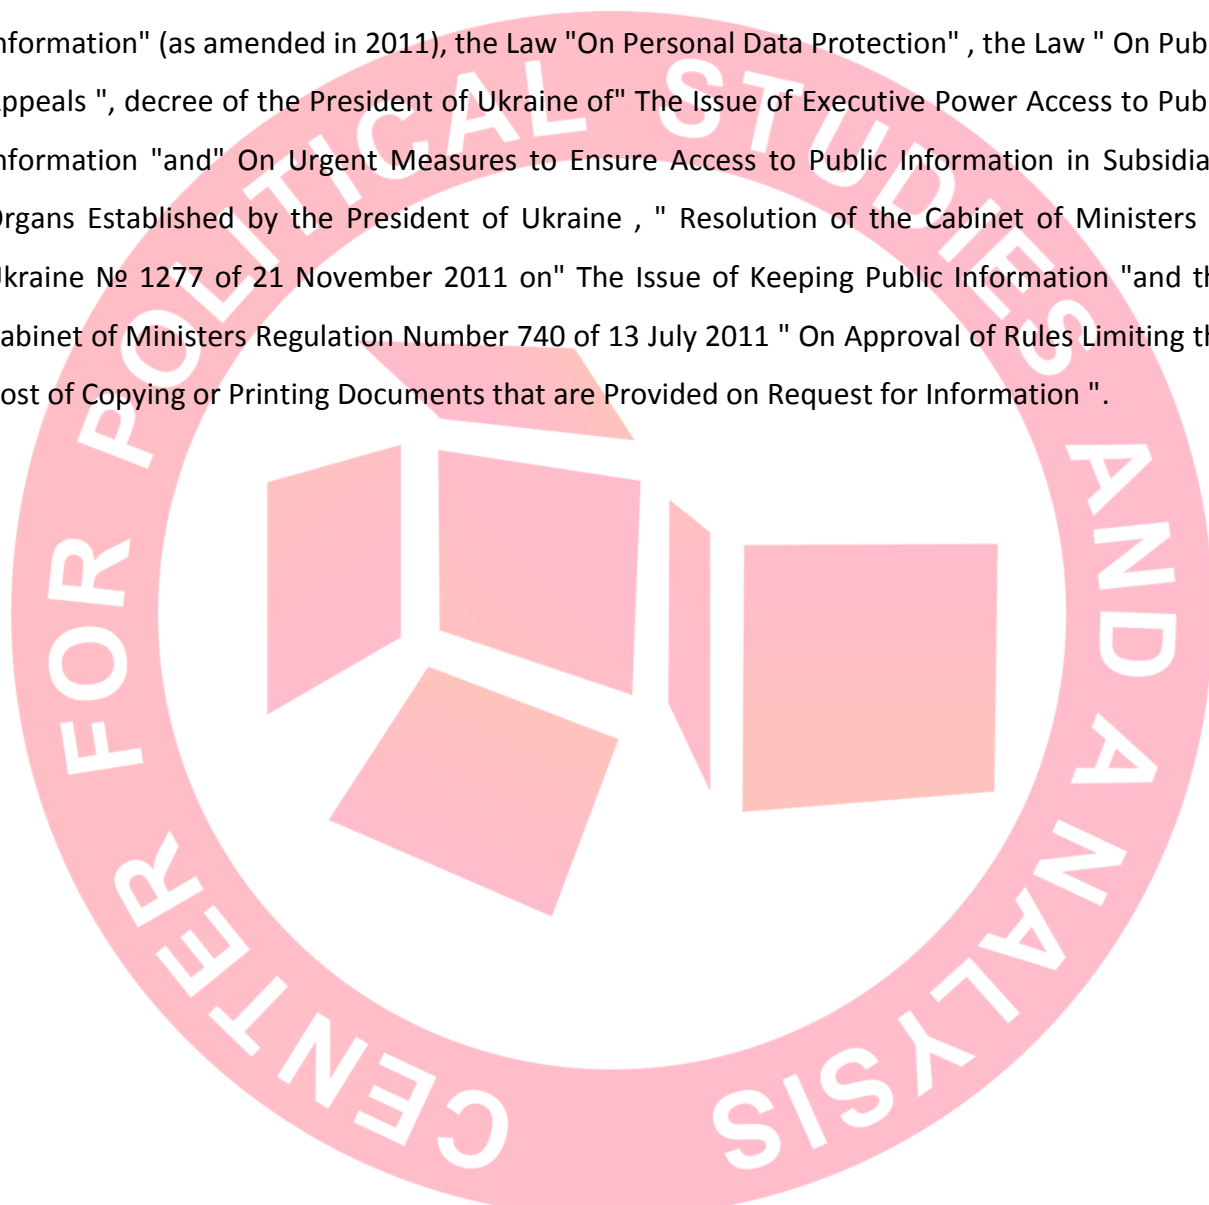 nformation" (as amended in 2011), the Law "On Personal Data Protection" , the Law " On Pub
ppeals ", decree of the President of Ukraine of" The Issue of Executive Power Access to Pub
nformation "and" On Urgent Measures to Ensure Access to Public Information in Subsidia
Organs Established by the President of Ukraine , " Resolution of the Cabinet of Ministers
Ukraine № 1277 of 21 November 2011 on" The Issue of Keeping Public Information "and th
abinet of Ministers Regulation Number 740 of 13 July 2011 " On Approval of Rules Limiting th
ost of Copying or Printing Documents that are Provided on Request for Information ".
CENTER FOR POLITICAL STUDIES AND ANALYSIS